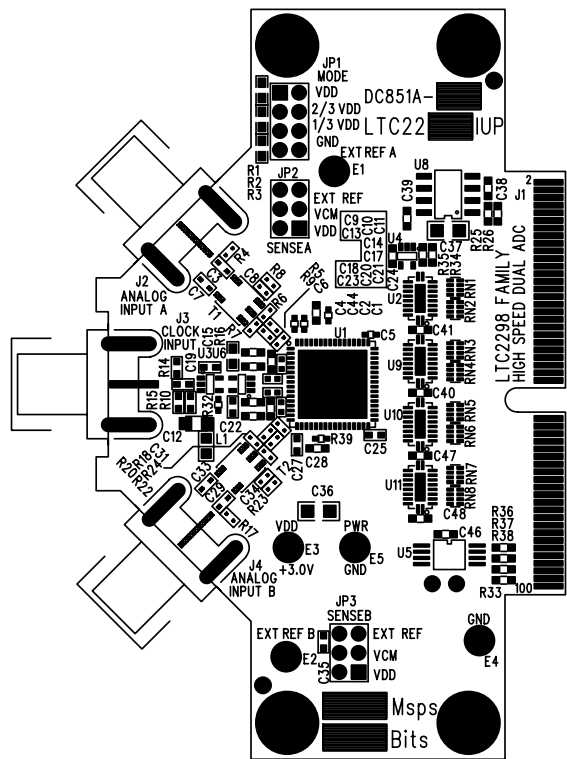 JP1
MODE
VDD
2/3 VDD
1/3 VDD
GND
DC851A-
LTC22 IUP
EXT REF A
E1
R1
R2
R3
JP2
EXT REF
VCM
VDD
SENSEA
U8
C39
C38
2
J1
C9
C13
C10
C11
C14
C17
C18
C23
C20
C21
U4
C24
C37
R35
R34
R25
R26
J2
ANALOG
INPUT A
R4
C3
C7
T1
C8
R8
R6
R7
C6
C4
C44
C2
C1
U2
RN1
RN2
C41
LTC2298 FAMILY
HIGH SPEED DUAL ADC
J3
CLOCK
INPUT
C15
R16
U1
C5
R14
C19
U3
U6
U9
RN3
RN4
C40
R15
R10
R32
C12
C22
L1
R39
C25
U10
RN5
RN6
C47
R18
C31
R20
R24
R22
C33
C29
T2
C34
R23
C27
C28
U11
RN7
RN8
C48
R17
C36
VDD
E3
+3.0V
PWR
E5
GND
U5
C46
R36
R37
R38
R33
100
J4
ANALOG
INPUT B
JP3
SENSEB
EXT REF B
E2
C35
EXT REF
VCM
VDD
GND
E4
Msps
Bits